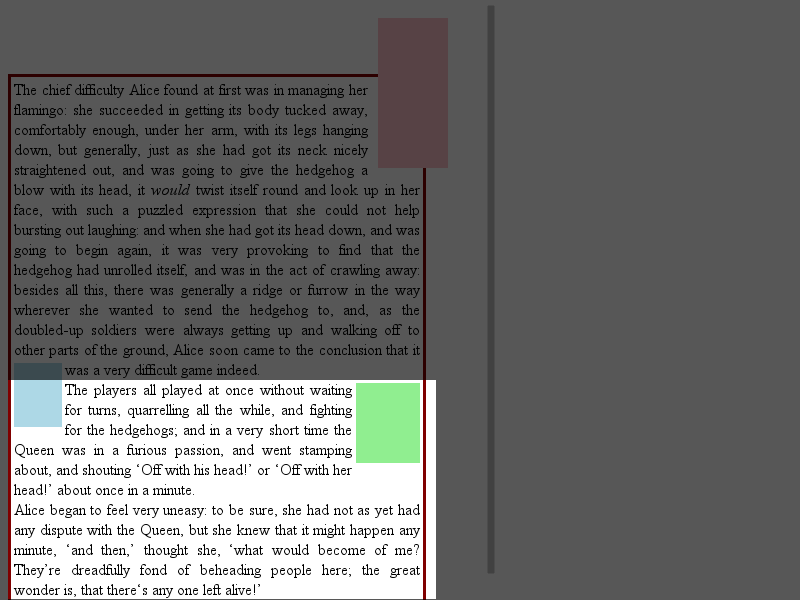 The chief difficulty Alice found at first was in managing her
flamingo: she succeeded in getting its body tucked away,
comfortably enough, under her arm, with its legs hanging
down, but generally, just as she had got its neck nicely
straightened out, and was going to give the hedgehog a
blow with its head, it would twist itself round and look up in her
face, with such a puzzled expression that she could not help
bursting out laughing: and when she had got its head down, and was
going to begin again, it was very provoking to find that the
hedgehog had unrolled itself, and was in the act of crawling away:
besides all this, there was generally a ridge or furrow in the way
wherever she wanted to send the hedgehog to, and, as the
doubled-up soldiers were always getting up and walking off to
other parts of the ground, Alice soon came to the conclusion that it
was a very difficult game indeed.
The players all played at once without waiting
for turns, quarrelling all the while, and fighting
for the hedgehogs; and in a very short time the
Queen was in a furious passion, and went stamping
about, and shouting ‘Off with his head!’ or ‘Off with her
head!’ about once in a minute.
Alice began to feel very uneasy: to be sure, she had not as yet had
any dispute with the Queen, but she knew that it might happen any
minute, ‘and then,’ thought she, ‘what would become of me?
They’re dreadfully fond of beheading people here; the great
wonder is, that there‘s any one left alive!’